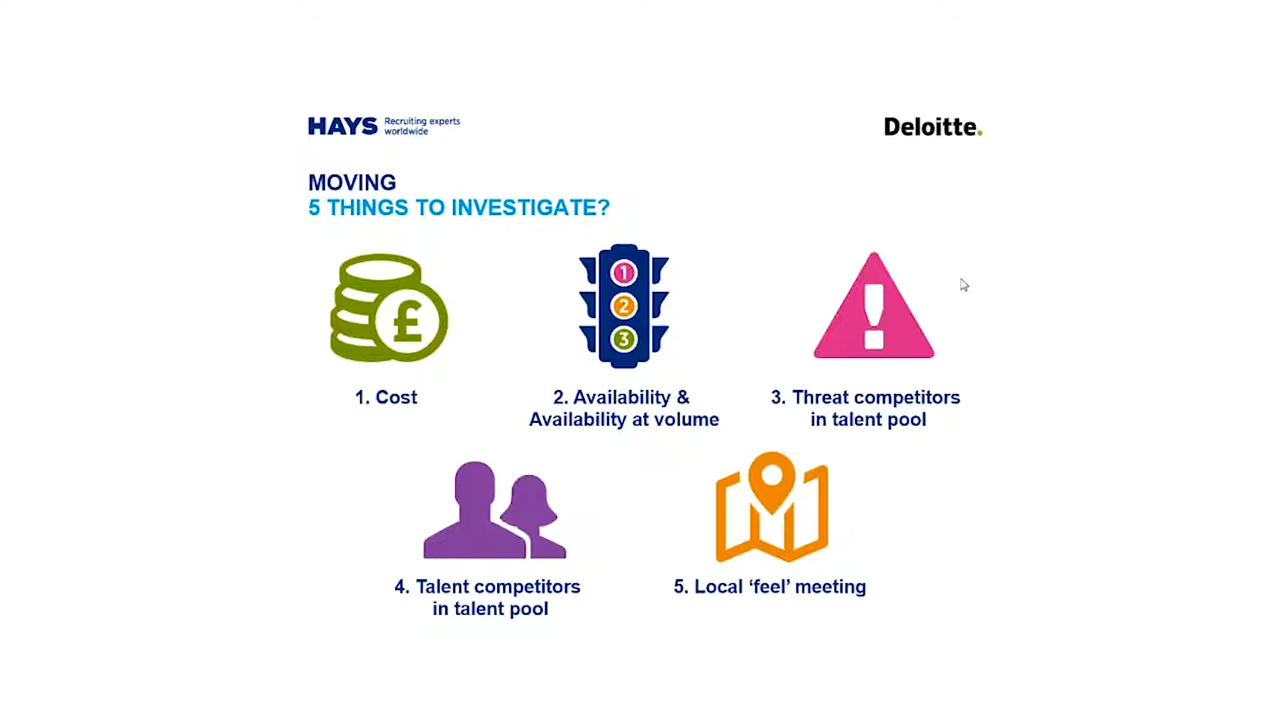 HAYS Recruiting experts
worldwide
Deloitte.
MOVING
5 THINGS TO INVESTIGATE?
£
1
2
3
!
1. Cost
2. Availability &
Availability at volume
3. Threat competitors
in talent pool
4. Talent competitors
in talent pool
5. Local ‘feel’ meeting